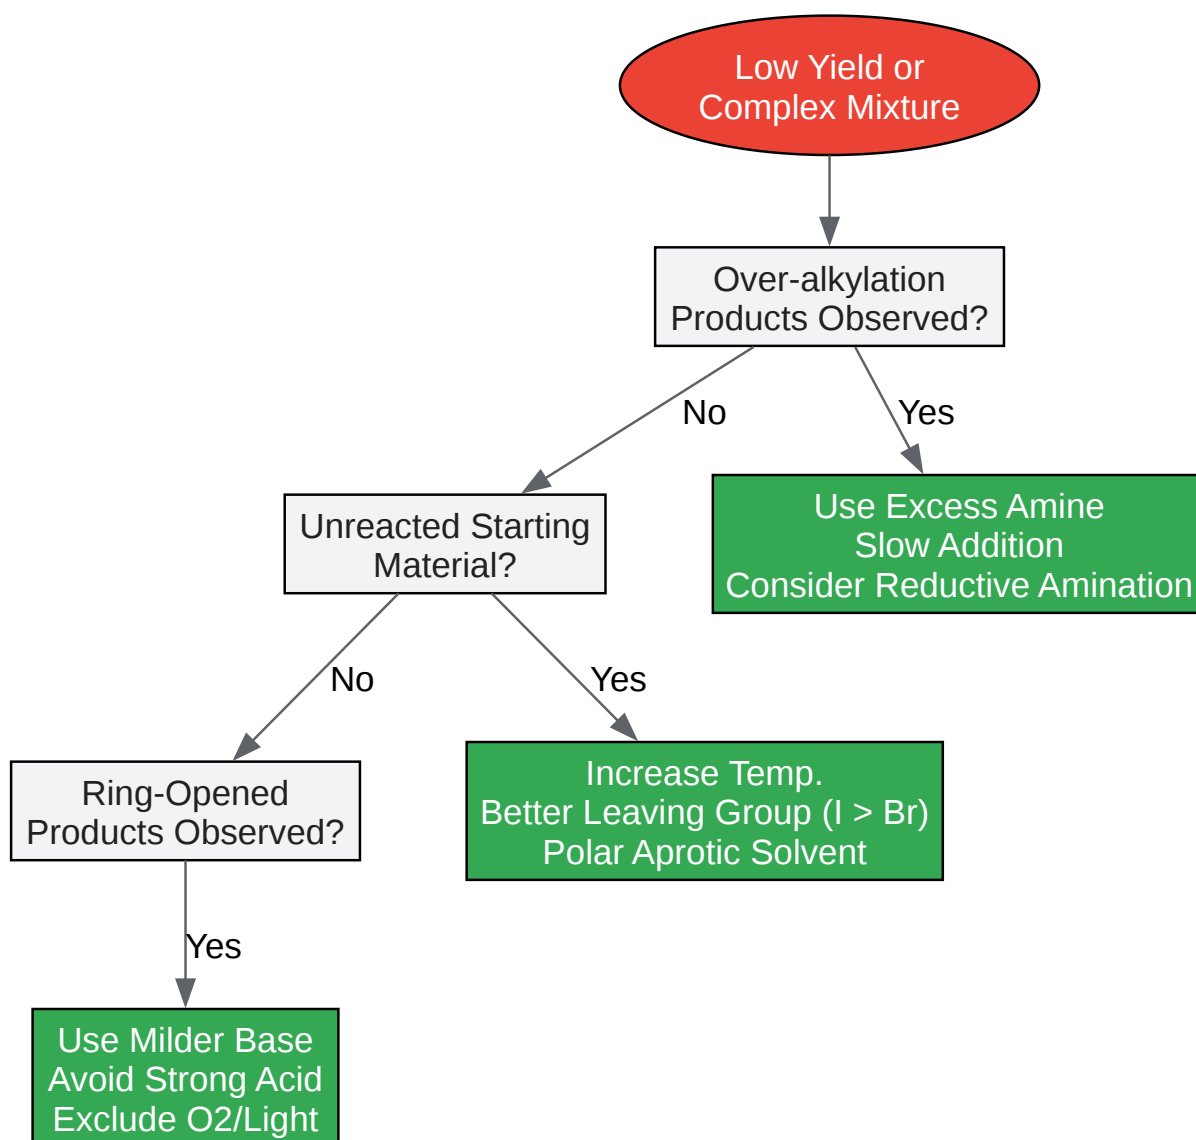 Low Yield or
Complex Mixture
Over-alkylation
Products Observed?
No
Yes
Use Excess Amine
Slow Addition
Consider Reductive Amination
Unreacted Starting
Material?
No
Yes
Increase Temp.
Better Leaving Group (I > Br)
Polar Aprotic Solvent
Ring-Opened
Products Observed?
Yes
Use Milder Base
Avoid Strong Acid
Exclude O2/Light